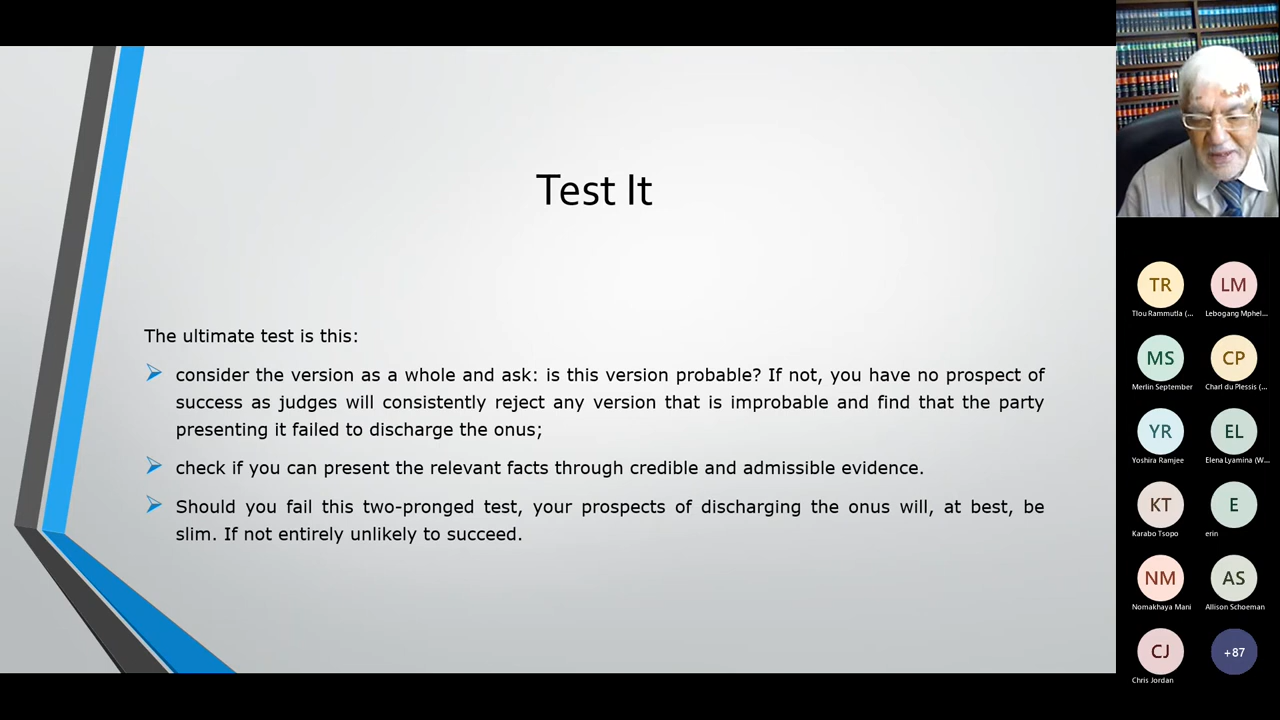 Test It
The ultimate test is this:
consider the version as a whole and ask: is this version probable? If not, you have no prospect of
success as judges will consistently reject any version that is improbable and find that the party
presenting it failed to discharge the onus;
check if you can present the relevant facts through credible and admissible evidence.
Should you fail this two-pronged test, your prospects of discharging the onus will, at best, be
slim. If not entirely unlikely to succeed.
TR LM
Tlou Rammutla (... Lebogang Mphel...
MS CP
Merlin September Charl du Plessis (...
YR EL
Yoshira Ramjee Elena Lyamina (W...
KT E
Karabo Tsopo erin
NM AS
Nomakhaya Mani Allison Schoeman
CJ +87
Chris Jordan